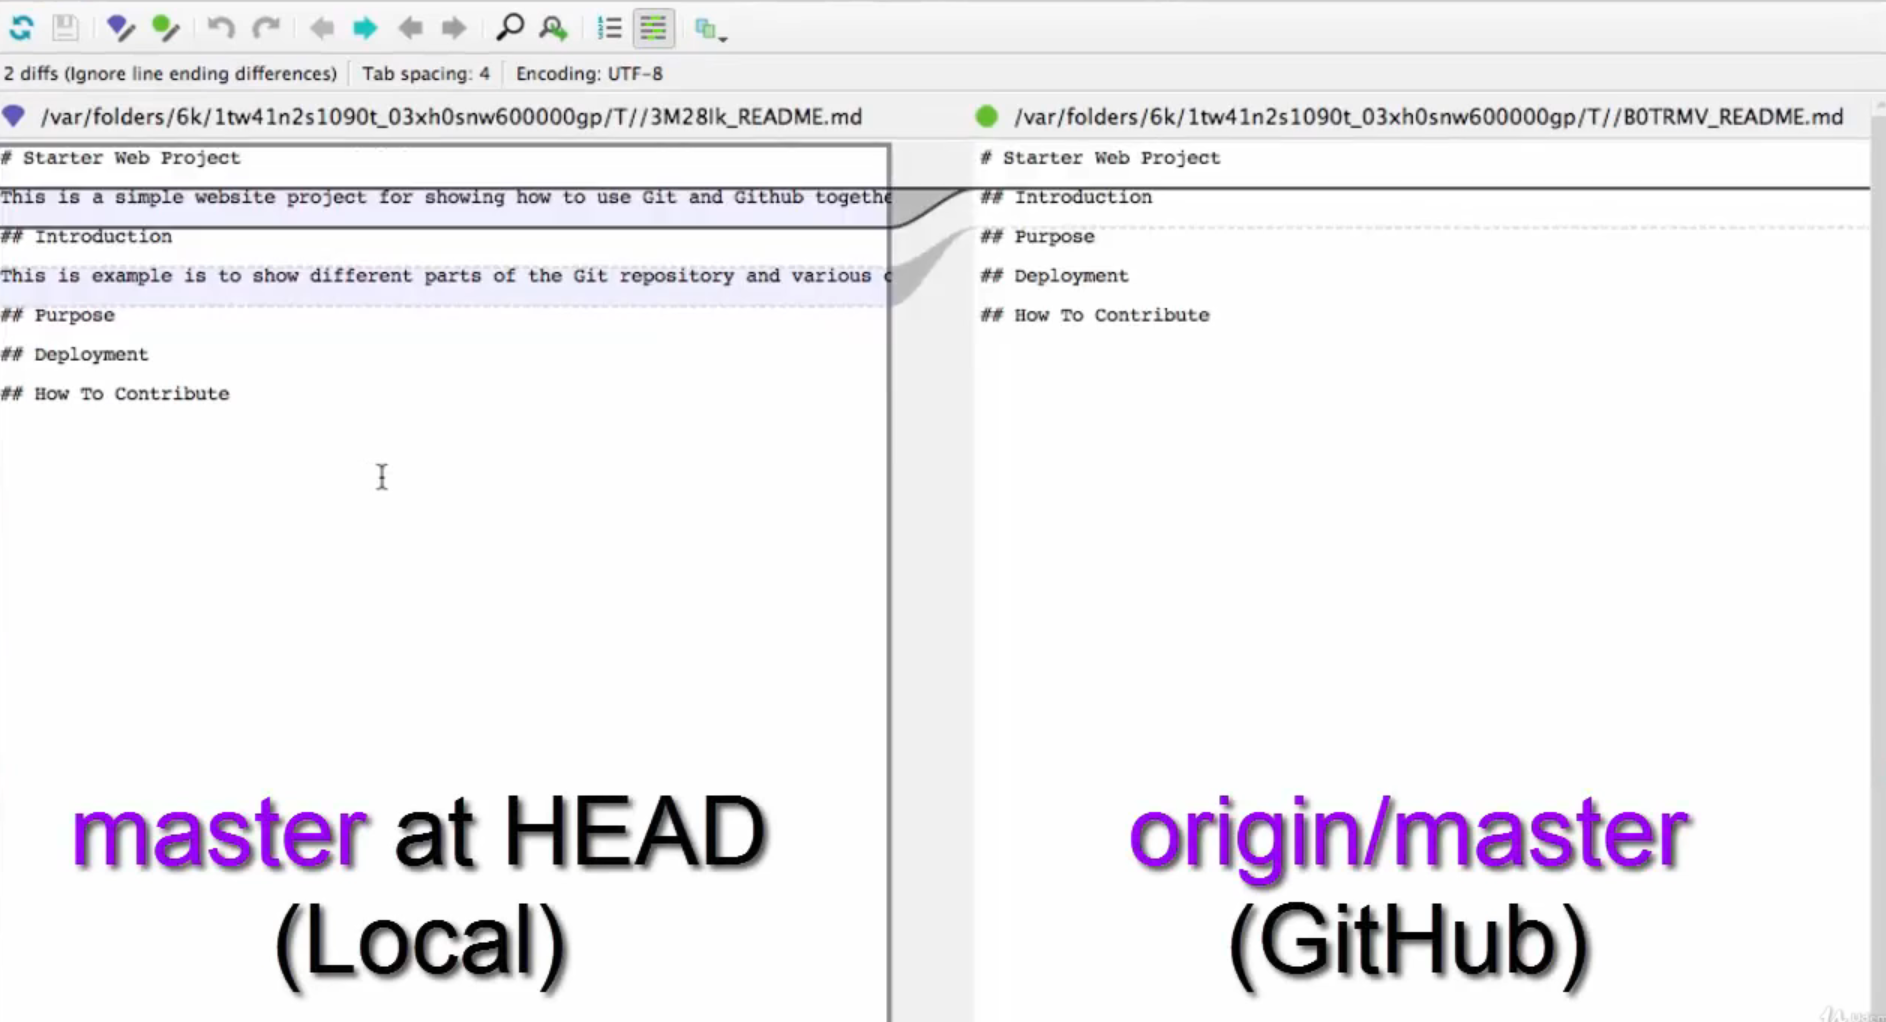 2 diffs (Ignore line ending differences) Tab spacing: 4 Encoding: UTF-8
/var/folders/6k/1tw41n2s1090t_03xh0snw600000gp/T//3M28lk_README.md
# Starter Web Project
This is a simple website project for showing how to use Git and Github togethe
## Introduction
This is example is to show different parts of the Git repository and various
## Purpose
## Deployment
## How To Contribute
master at HEAD
(Local)
/var/folders/6k/1tw41n2s1090t_03xh0snw600000gp/T//B0TRMV_README.md
# Starter Web Project
## Introduction
## Purpose
## Deployment
## How To Contribute
origin/master
(GitHub)